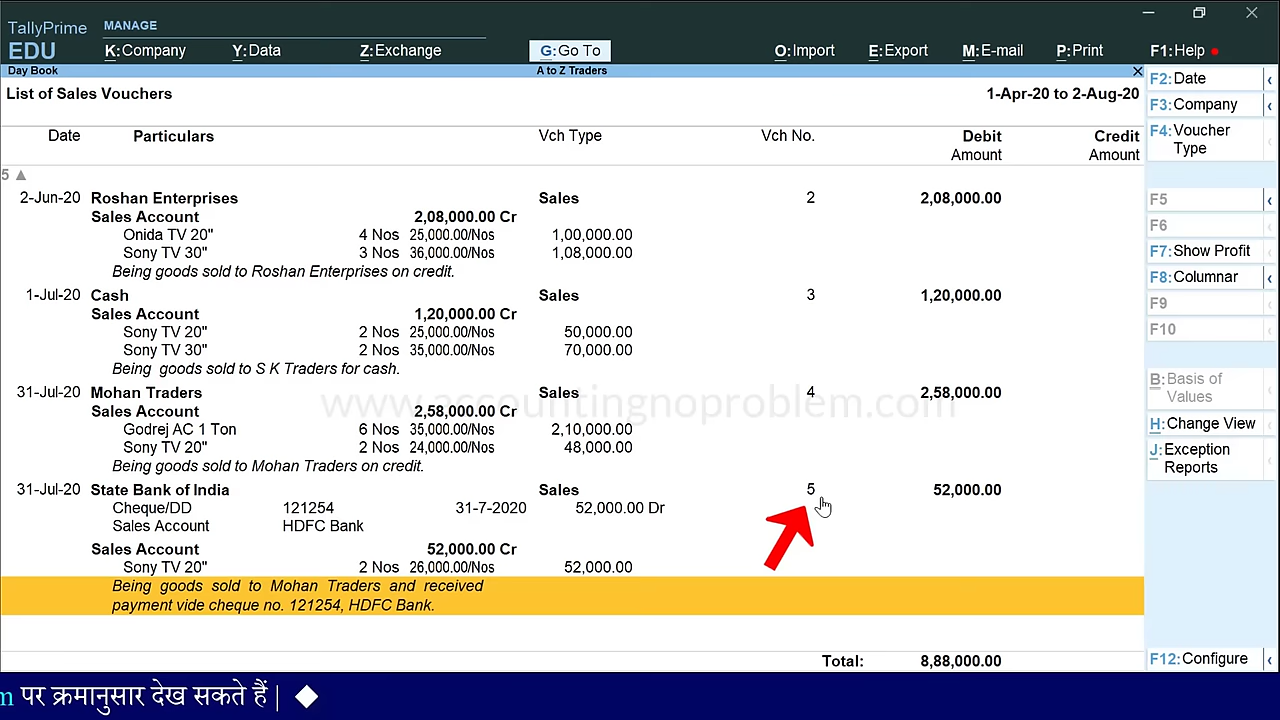 TallyPrime MANAGE
EDU K:Company Y:Data Z:Exchange G:Go To O:Import E:Export M:E-mail P:Print F1:Help
Day Book A to Z Traders
List of Sales Vouchers 1-Apr-20 to 2-Aug-20
Date Particulars Vch Type Vch No. Debit Credit
Amount Amount
5
2-Jun-20 Roshan Enterprises Sales 2 2,08,000.00
Sales Account 2,08,000.00 Cr
Onida TV 20" 4 Nos 25,000.00/Nos 1,00,000.00
Sony TV 30" 3 Nos 36,000.00/Nos 1,08,000.00
Being goods sold to Roshan Enterprises on credit.
1-Jul-20 Cash Sales 3 1,20,000.00
Sales Account 1,20,000.00 Cr
Sony TV 20" 2 Nos 25,000.00/Nos 50,000.00
Sony TV 30" 2 Nos 35,000.00/Nos 70,000.00
Being goods sold to S K Traders for cash.
31-Jul-20 Mohan Traders Sales 4 2,58,000.00
www.accountingnoproblem.com
Sales Account 2,58,000.00 Cr
Godrej AC 1 Ton 6 Nos 35,000.00/Nos 2,10,000.00
Sony TV 20" 2 Nos 24,000.00/Nos 48,000.00
Being goods sold to Mohan Traders on credit.
31-Jul-20 State Bank of India Sales 5 52,000.00
Cheque/DD 121254 31-7-2020 52,000.00 Dr
Sales Account HDFC Bank
Sales Account 52,000.00 Cr
Sony TV 20" 2 Nos 26,000.00/Nos 52,000.00
Being goods sold to Mohan Traders and received
payment vide cheque no. 121254, HDFC Bank.
Total: 8,88,000.00
F2:Date
F3:Company
F4:Voucher
Type
F5
F6
F7:Show Profit
F8:Columnar
F9
F10
B:Basis of
Values
H:Change View
J:Exception
Reports
F12:Configure
m पर क्रमानुसार देख सकते हैं |